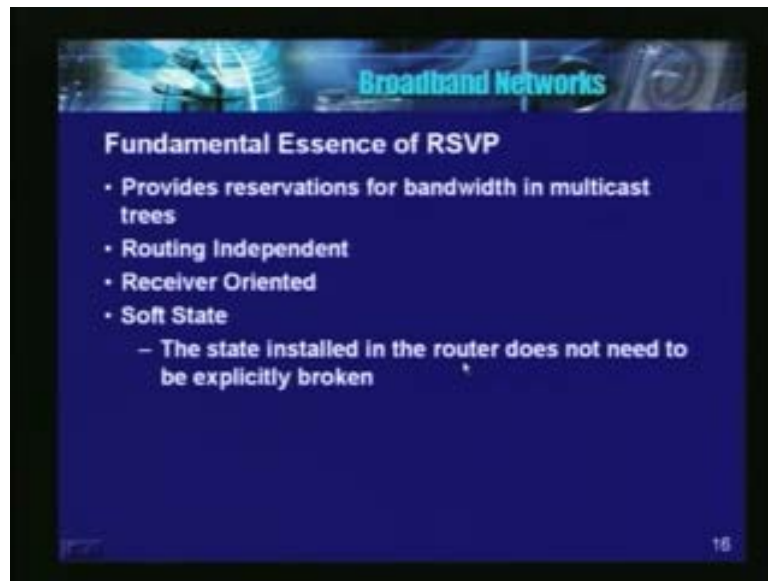 Broadband Networks
Fundamental Essence of RSVP
• Provides reservations for bandwidth in multicast
trees
• Routing Independent
• Receiver Oriented
• Soft State
– The state installed in the router does not need to
be explicitly broken
16